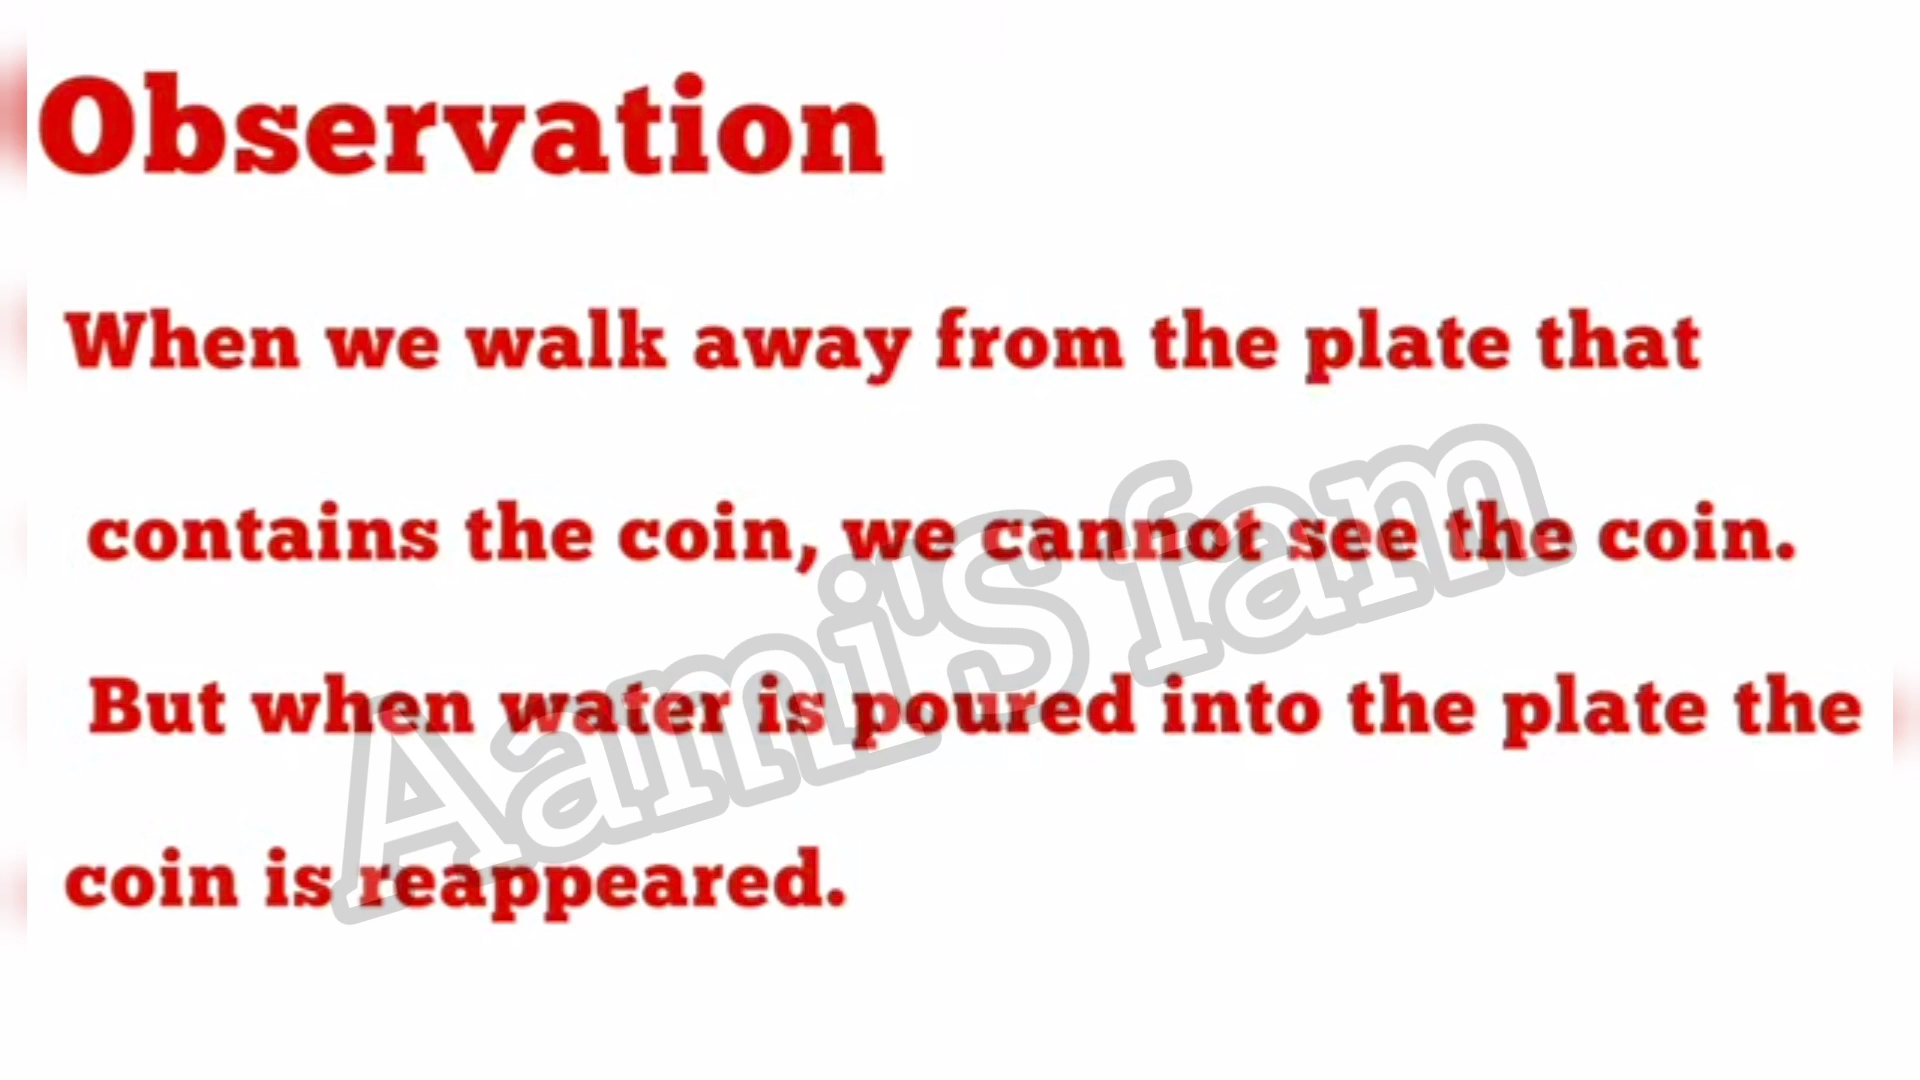 Observation
When we walk away from the plate that
contains the coin, we cannot see the coin.
But when water is poured into the plate the
coin is reappeared.
Aami'S fam